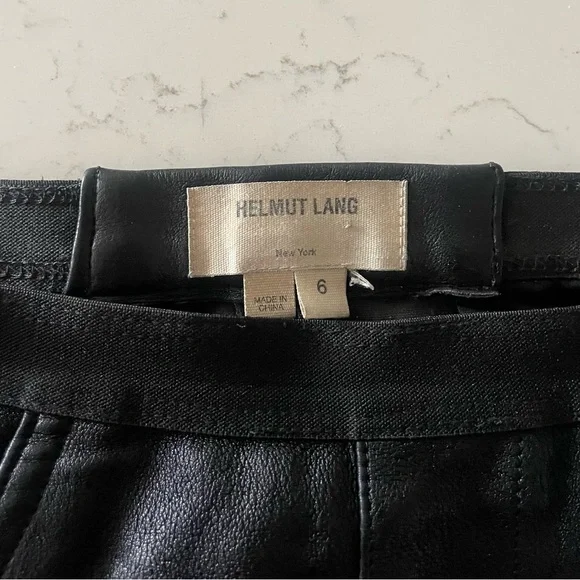 HELMUT LANG
New York
MADE IN
CHINA
6